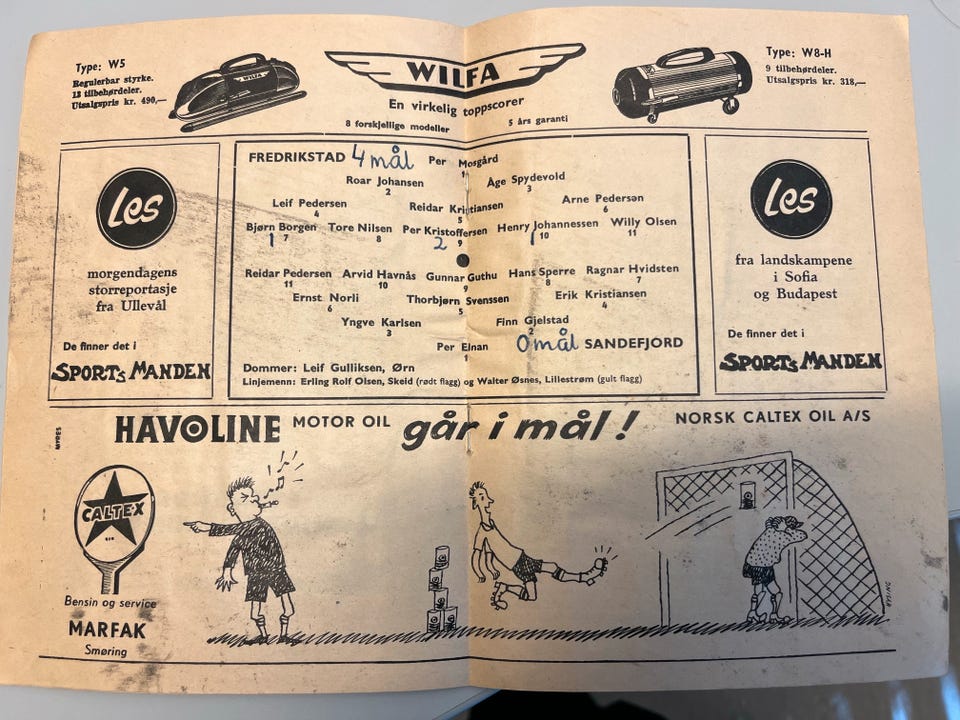 Type: W5
Regulerbar styrke.
13 tilbehørdeler.
Utsalgspris kr. 490,—
WILFA
WILFA
En virkelig toppscorer
8 forskjellige modeller 5 års garanti
Type: W8-H
9 tilbehørdeler.
Utsalgspris kr. 318,—
Les
morgendagens
storreportasje
fra Ullevål
De finner det i
SPORTsMANDEN
FREDRIKSTAD 4 mål Per Mosgård
1
Roar Johansen Åge Spydevold
2 3
Leif Pedersen Reidar Kristiansen Arne Pedersen
4 5 6
Bjørn Borgen Tore Nilsen Per Kristoffersen Henry Johannessen Willy Olsen
1 7 8 2 9 1 10 11
Reidar Pedersen Arvid Havnås Gunnar Guthu Hans Sperre Ragnar Hvidsten
11 10 9 8 7
Ernst Norli Thorbjørn Svenssen Erik Kristiansen
6 5 4
Yngve Karlsen Finn Gjelstad
3 2
Per Elnan 0 mål SANDEFJORD
1
Dommer: Leif Gulliksen, Ørn
Linjemenn: Erling Rolf Olsen, Skeid (rødt flagg) og Walter Øsnes, Lillestrøm (gult flagg)
Les
fra landskampene
i Sofia
og Budapest
De finner det i
SPORTsMANDEN
HAVOLINE MOTOR OIL går i mål! NORSK CALTEX OIL A/S
CALTEX
Bensin og service
MARFAK
Smøring
RYSING